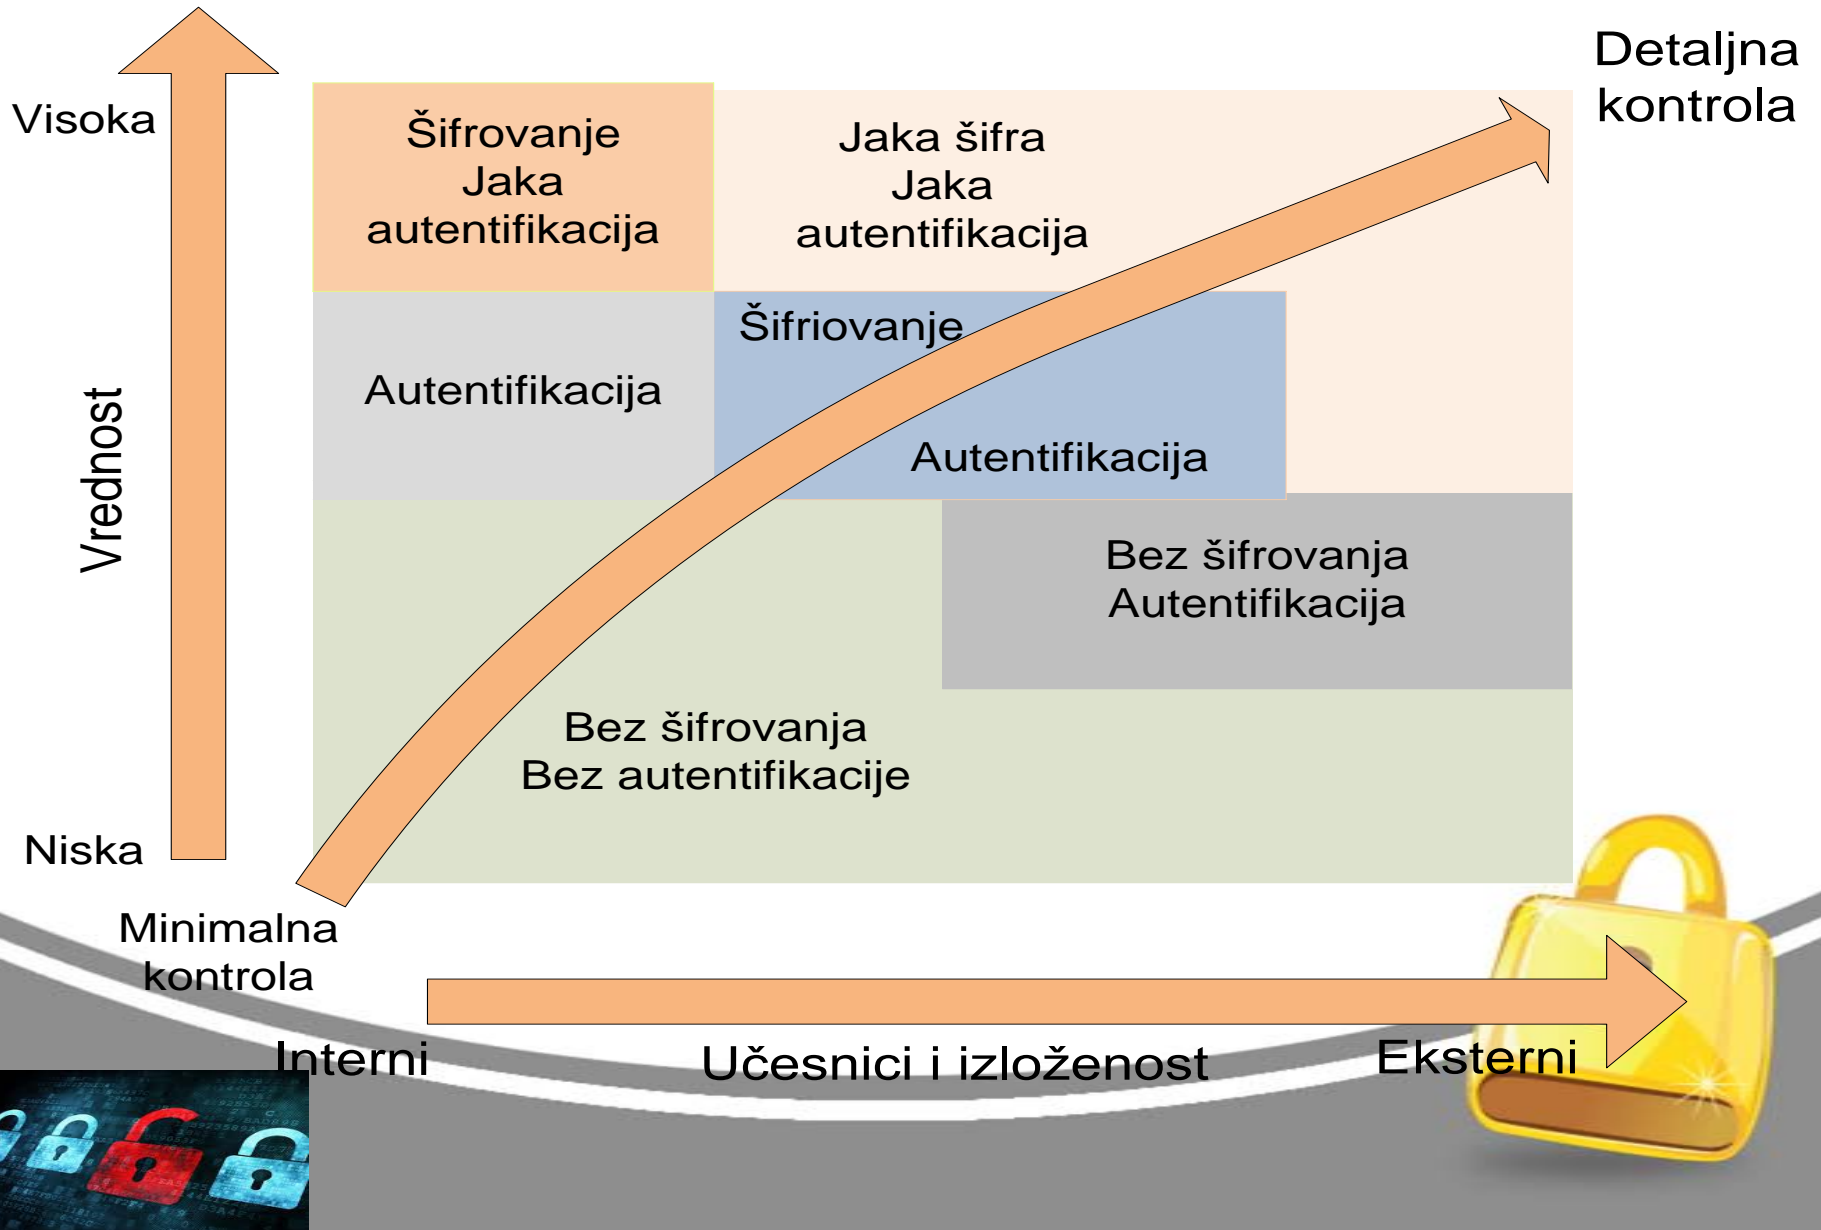 Detaljna
kontrola
Visoka
Šifrovanje
Jaka
autentifikacija
Jaka šifra
Jaka
autentifikacija
Šifriovanje
Autentifikacija
Autentifikacija
Vrednost
Bez šifrovanja
Autentifikacija
Bez šifrovanja
Bez autentifikacije
Niska
Minimalna
kontrola
Interni
Učesnici i izloženost
Eksterni